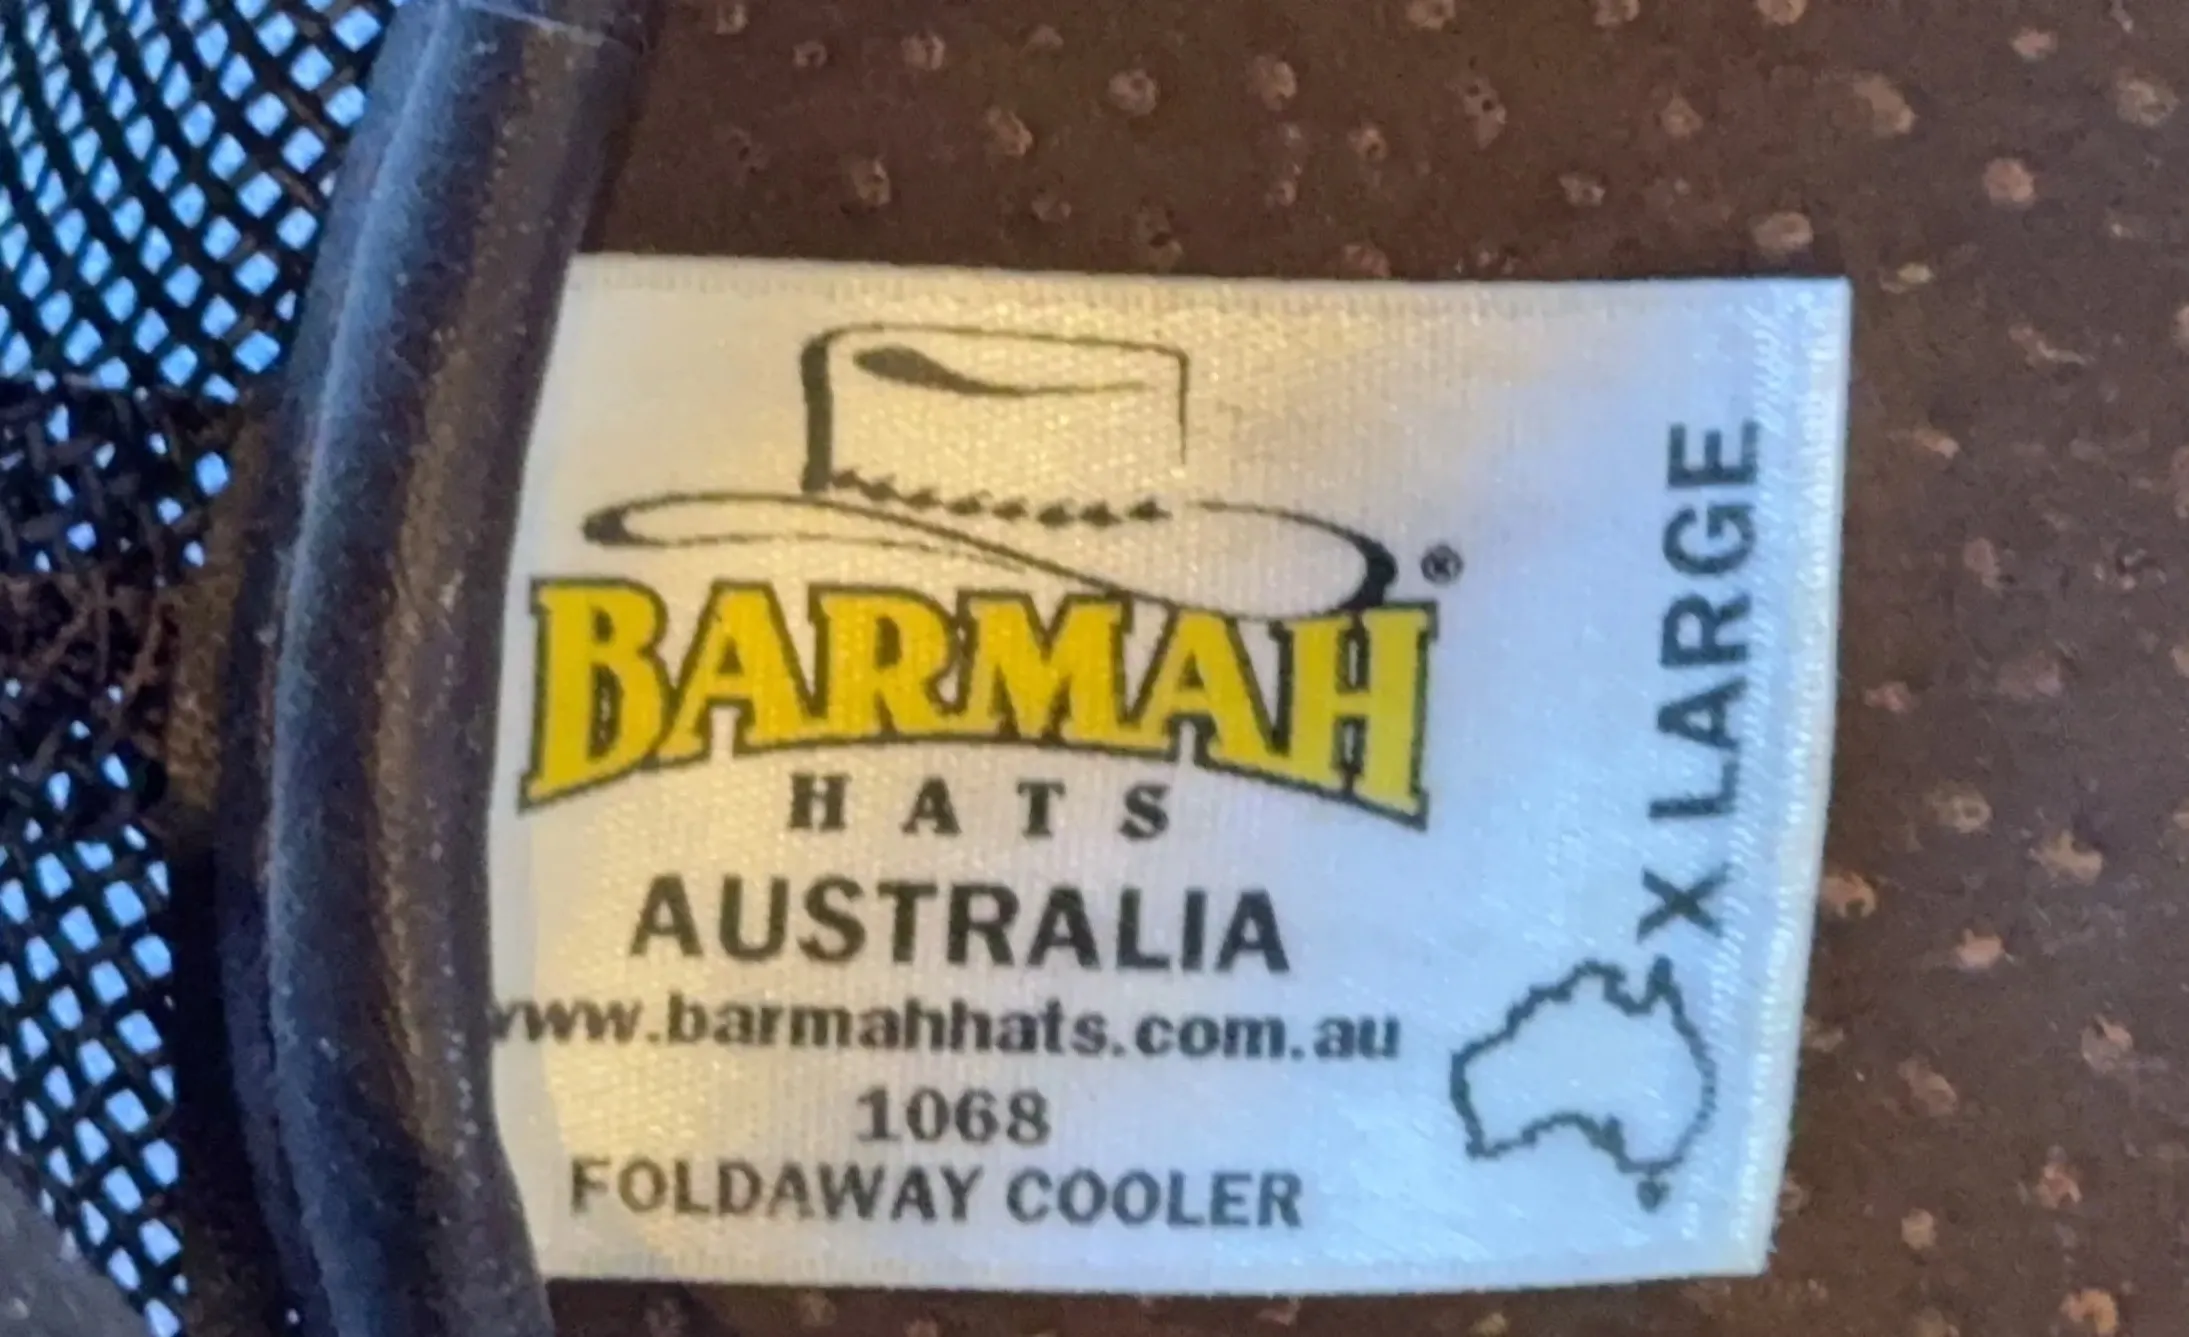 BARMAH®
HATS
AUSTRALIA
www.barmahhats.com.au
1068
FOLDAWAY COOLER
X LARGE